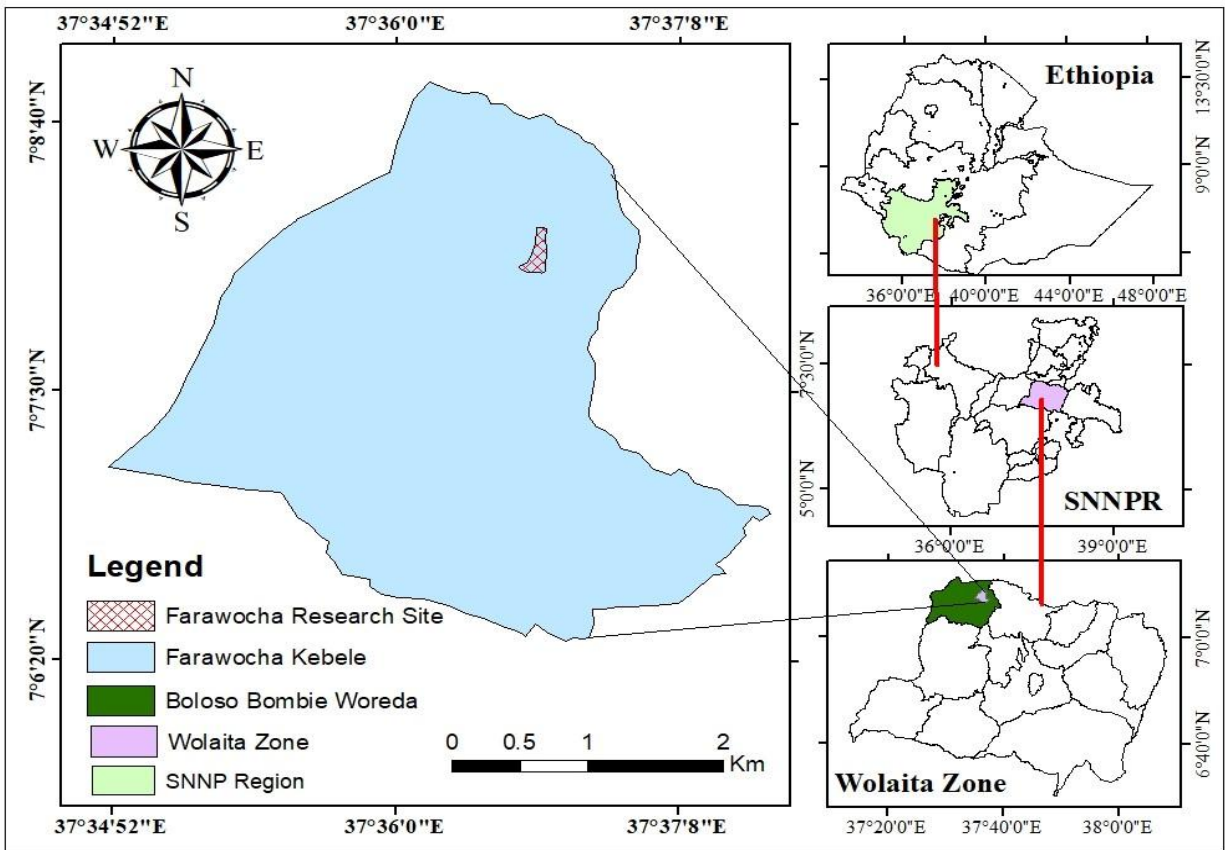 37°34'52"E 37°36'0"E 37°37'8"E
7°8'40"N
7°7'30"N
7°6'20"N
N
W E
S
Legend
Farawocha Research Site
Farawocha Kebele
Boloso Bombie Woreda
Wolaita Zone
SNNP Region
0 0.5 1 2
Km
37°34'52"E 37°36'0"E 37°37'8"E
Ethiopia
13°30'0"N
9°0'0"N
36°0'0"E 40°0'0"E 44°0'0"E 48°0'0"E
7°30'0"N
5°0'0"N
SNNPR
36°0'0"E 39°0'0"E
7°0'0"N
6°40'0"N
Wolaita Zone
37°20'0"E 37°40'0"E 38°0'0"E